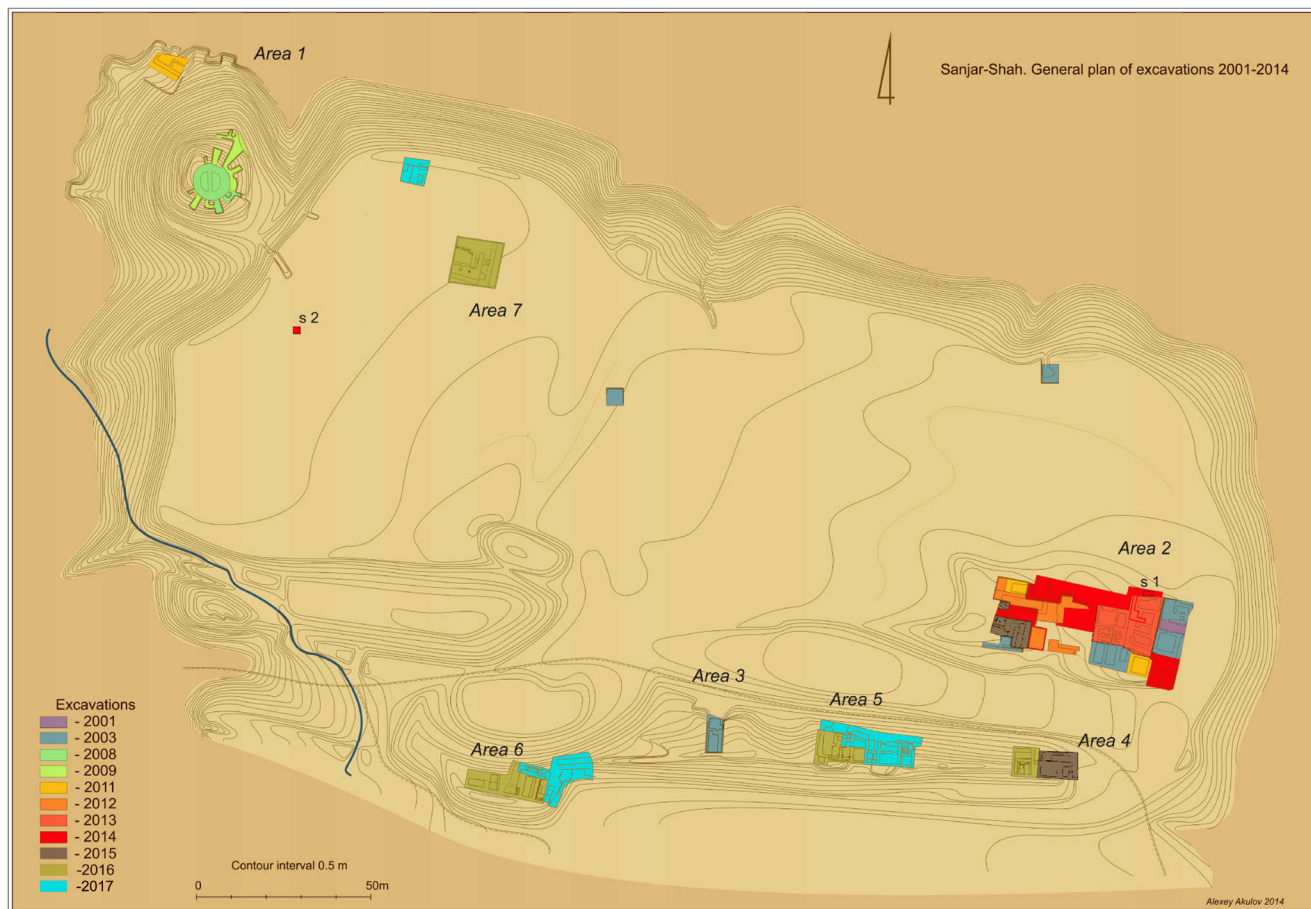 Area 1
Sanjar-Shah. General plan of excavations 2001-2014
s 2
Area 7
Area 2
s 1
Area 3
Area 5
Area 4
Area 6
Excavations
- 2001
- 2003
- 2008
- 2009
- 2011
- 2012
- 2013
- 2014
- 2015
-2016
-2017
Contour interval 0.5 m
0 50m
Alexey Akulov 2014